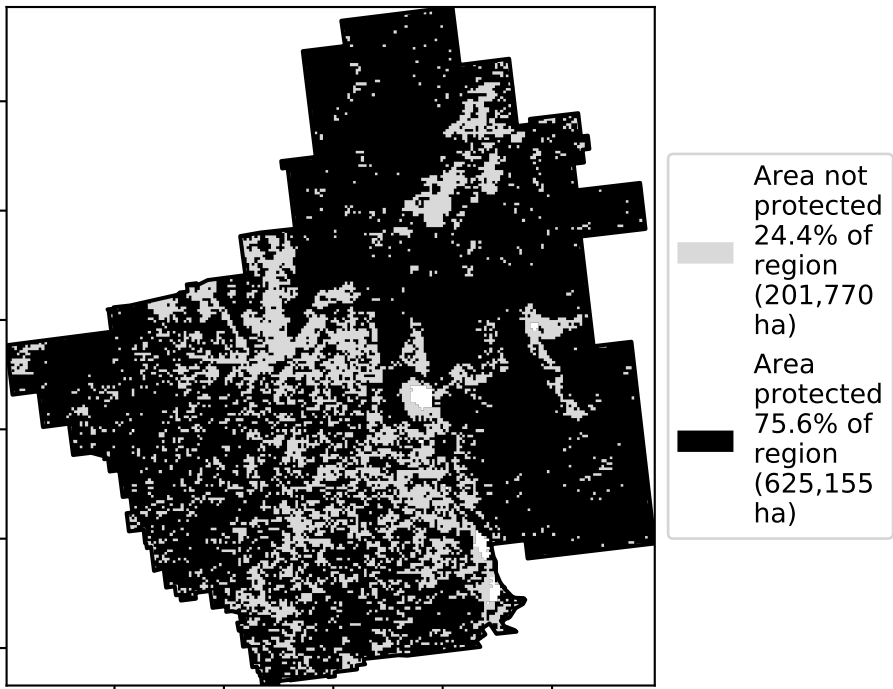 Area not
protected
24.4% of
region
(201,770
ha)
Area
protected
75.6% of
region
(625,155
ha)